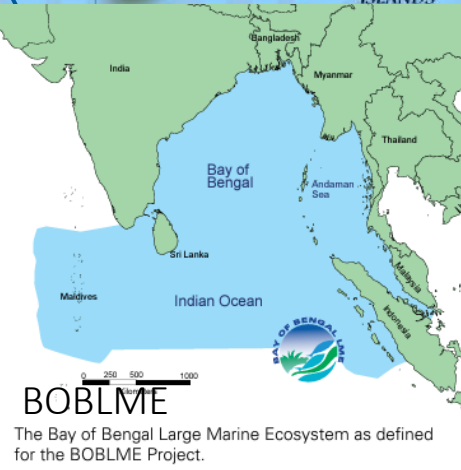 ISLANDS
Bangladesh
India
Myanmar
Thailand
Bay of
Bengal
Andaman
Sea
Sri Lanka
Malaysia
Maldives
Indian Ocean
Indonesia
BAY OF BENGAL LME
0 250 500 1000
Kilometers
BOBLME
The Bay of Bengal Large Marine Ecosystem as defined
for the BOBLME Project.